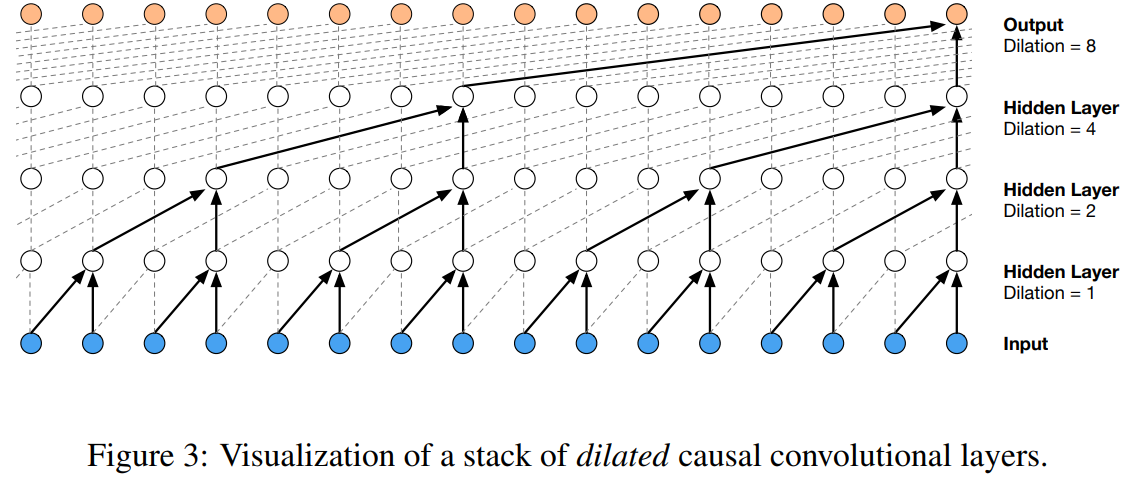 Output
Dilation = 8
Hidden Layer
Dilation = 4
Hidden Layer
Dilation = 2
Hidden Layer
Dilation = 1
Input
Figure 3: Visualization of a stack of dilated causal convolutional layers.